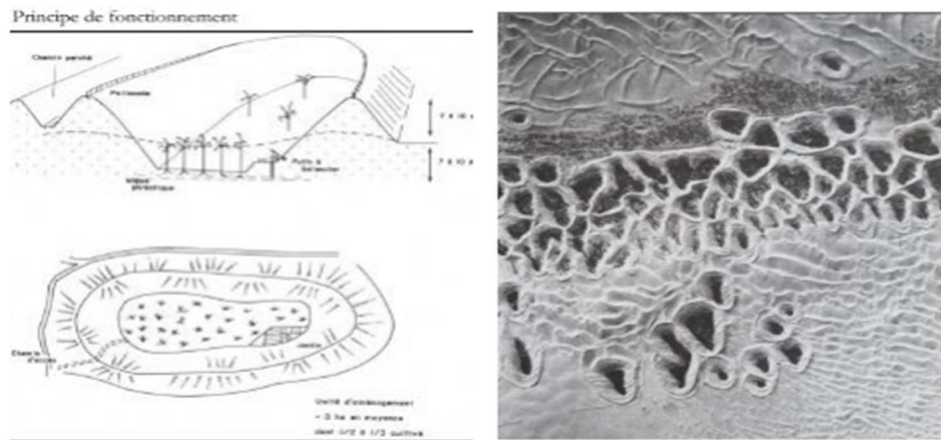 Principe de fonctionnement
Chemin perché
Palissade
7 à 10
7 à 10
Puits à
balancier
Nappe
phréatique
Chemin
d'accès
Jardin
Unité d'aménagement
≈ 3 ha en moyenne
dont 1/2 à 1/3 cultivé